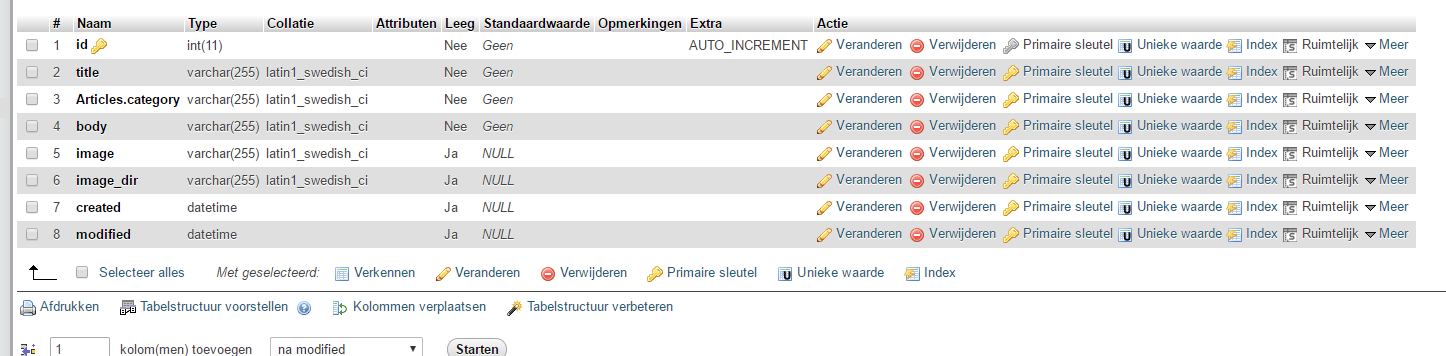 # Naam Type Collatie Attributen Leeg Standaardwaarde Opmerkingen Extra Actie
1 id int(11) Nee Geen AUTO_INCREMENT Veranderen Verwijderen Primaire sleutel Unieke waarde Index Ruimtelijk Meer
2 title varchar(255) latin1_swedish_ci Nee Geen Veranderen Verwijderen Primaire sleutel Unieke waarde Index Ruimtelijk Meer
3 Articles.category varchar(255) latin1_swedish_ci Nee Geen Veranderen Verwijderen Primaire sleutel Unieke waarde Index Ruimtelijk Meer
4 body varchar(255) latin1_swedish_ci Nee Geen Veranderen Verwijderen Primaire sleutel Unieke waarde Index Ruimtelijk Meer
5 image varchar(255) latin1_swedish_ci Ja NULL Veranderen Verwijderen Primaire sleutel Unieke waarde Index Ruimtelijk Meer
6 image_dir varchar(255) latin1_swedish_ci Ja NULL Veranderen Verwijderen Primaire sleutel Unieke waarde Index Ruimtelijk Meer
7 created datetime Ja NULL Veranderen Verwijderen Primaire sleutel Unieke waarde Index Ruimtelijk Meer
8 modified datetime Ja NULL Veranderen Verwijderen Primaire sleutel Unieke waarde Index Ruimtelijk Meer
Selecteer alles Met geselecteerd: Verkennen Veranderen Verwijderen Primaire sleutel Unieke waarde Index
Afdrukken Tabelstructuur voorstellen Kolommen verplaatsen Tabelstructuur verbeteren
1 kolom(men) toevoegen na modified Starten